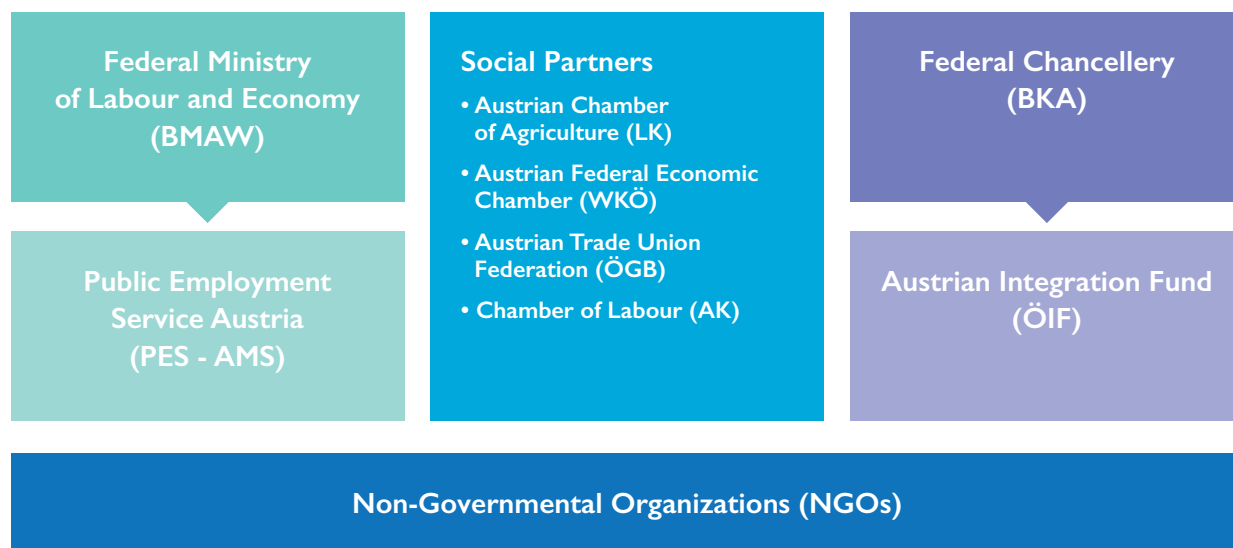 Federal Ministry
of Labour and Economy
(BMAW)
Public Employment
Service Austria
(PES - AMS)
Social Partners
• Austrian Chamber
of Agriculture (LK)
• Austrian Federal Economic
Chamber (WKÖ)
• Austrian Trade Union
Federation (ÖGB)
• Chamber of Labour (AK)
Federal Chancellery
(BKA)
Austrian Integration Fund
(ÖIF)
Non-Governmental Organizations (NGOs)